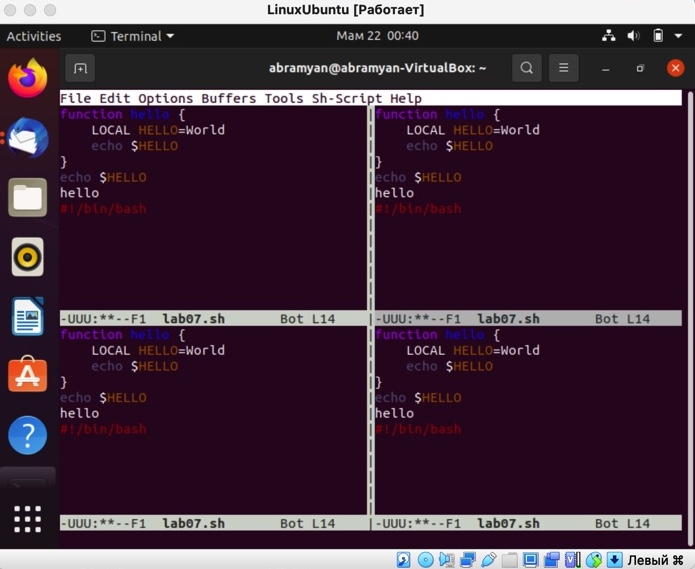 LinuxUbuntu [Работает]
Activities Terminal Мам 22 00:40
abramyan@abramyan-VirtualBox: ~
File Edit Options Buffers Tools Sh-Script Help
function hello {
LOCAL HELLO=World
echo $HELLO
}
echo $HELLO
hello
#!/bin/bash
-UUU:**--F1 lab07.sh Bot L14
function hello {
LOCAL HELLO=World
echo $HELLO
}
echo $HELLO
hello
#!/bin/bash
|-UUU:**--F1 lab07.sh Bot L14
function hello {
LOCAL HELLO=World
echo $HELLO
}
echo $HELLO
hello
#!/bin/bash
-UUU:**--F1 lab07.sh Bot L14
function hello {
LOCAL HELLO=World
echo $HELLO
}
echo $HELLO
hello
#!/bin/bash
|-UUU:**--F1 lab07.sh Bot L14
Левый ⌘